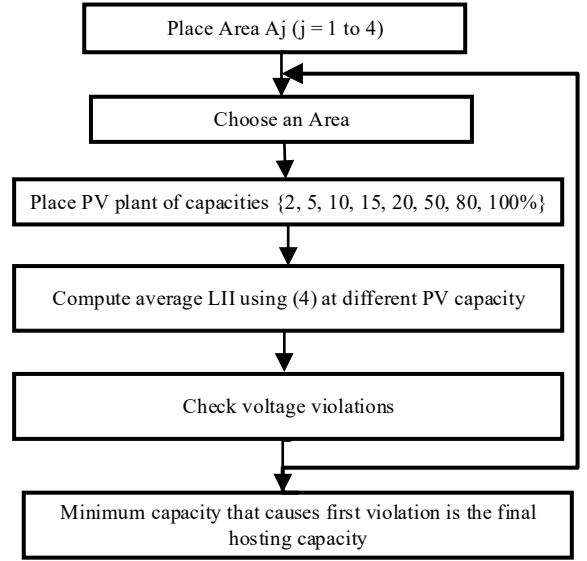 Place Area Aj (j = 1 to 4)
Choose an Area
Place PV plant of capacities {2, 5, 10, 15, 20, 50, 80, 100%}
Compute average LII using (4) at different PV capacity
Check voltage violations
Minimum capacity that causes first violation is the final
hosting capacity